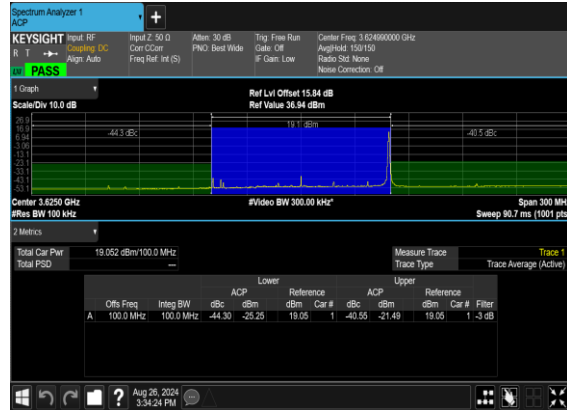 Spectrum Analyzer 1
ACP
+
KEYSIGHT Input: RF Input Z: 50 Ω Atten: 30 dB Trig: Free Run Center Freq: 3.624990000 GHz
R T Coupling: DC Corr CCorr PNO: Best Wide Gate: Off Avg|Hold: 150/150
Align: Auto Freq Ref: Int (S) IF Gain: Low Radio Std: None
LXI PASS Noise Correction: Off
1 Graph
Ref Lvl Offset 15.84 dB
Scale/Div 10.0 dB Ref Value 36.94 dBm
26.9
16.9 19.1 dBm
6.94 -44.3 dBc -40.5 dBc
-3.06
-13.1
-23.1
-33.1
-43.1
-53.1
Center 3.6250 GHz #Video BW 300.00 kHz* Span 300 MH
#Res BW 100 kHz Sweep 90.7 ms (1001 pts
2 Metrics
Total Car Pwr 19.052 dBm/100.0 MHz Measure Trace Trace 1
Total PSD --- Trace Type Trace Average (Active)
Lower Upper
ACP Reference ACP Reference
Offs Freq Integ BW dBc dBm dBm Car # dBc dBm dBm Car # Filter
A 100.0 MHz 100.0 MHz -44.30 -25.25 19.05 1 -40.55 -21.49 19.05 1 -3 dB
? Aug 26, 2024
3:34:24 PM